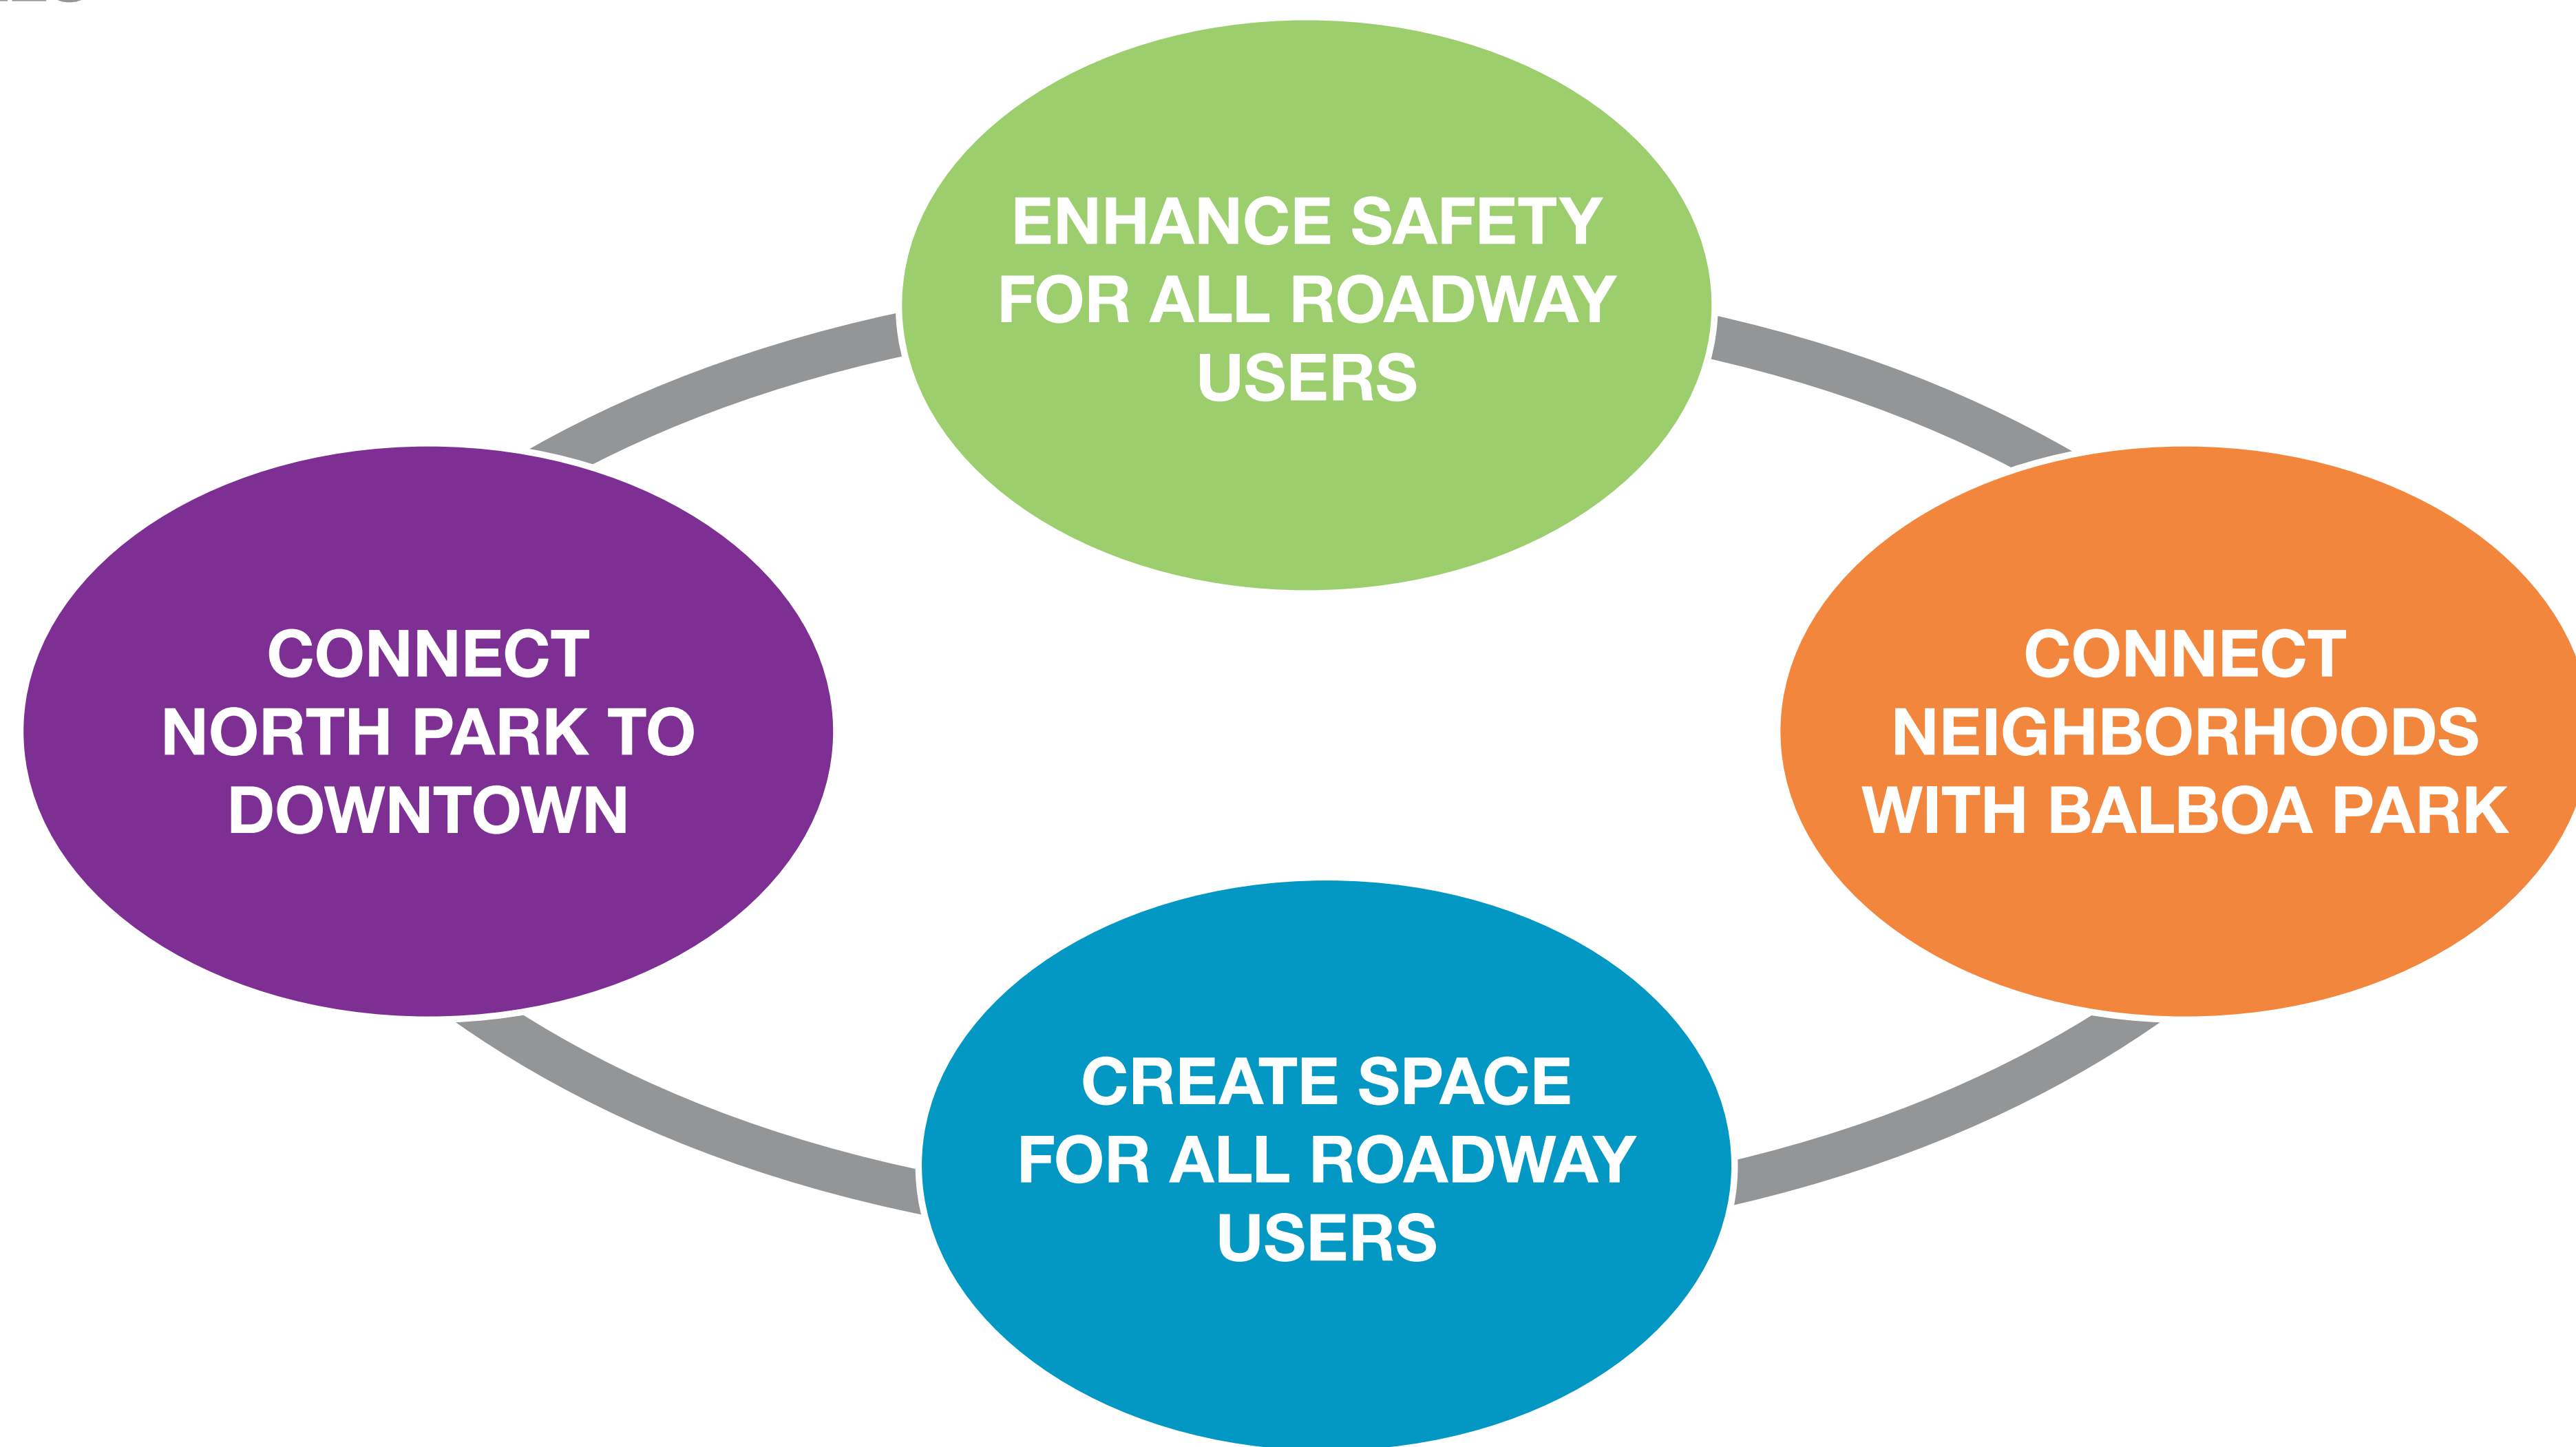 ENHANCE SAFETY
FOR ALL ROADWAY
USERS
CONNECT
NORTH PARK TO
DOWNTOWN
CONNECT
NEIGHBORHOODS
WITH BALBOA PARK
CREATE SPACE
FOR ALL ROADWAY
USERS